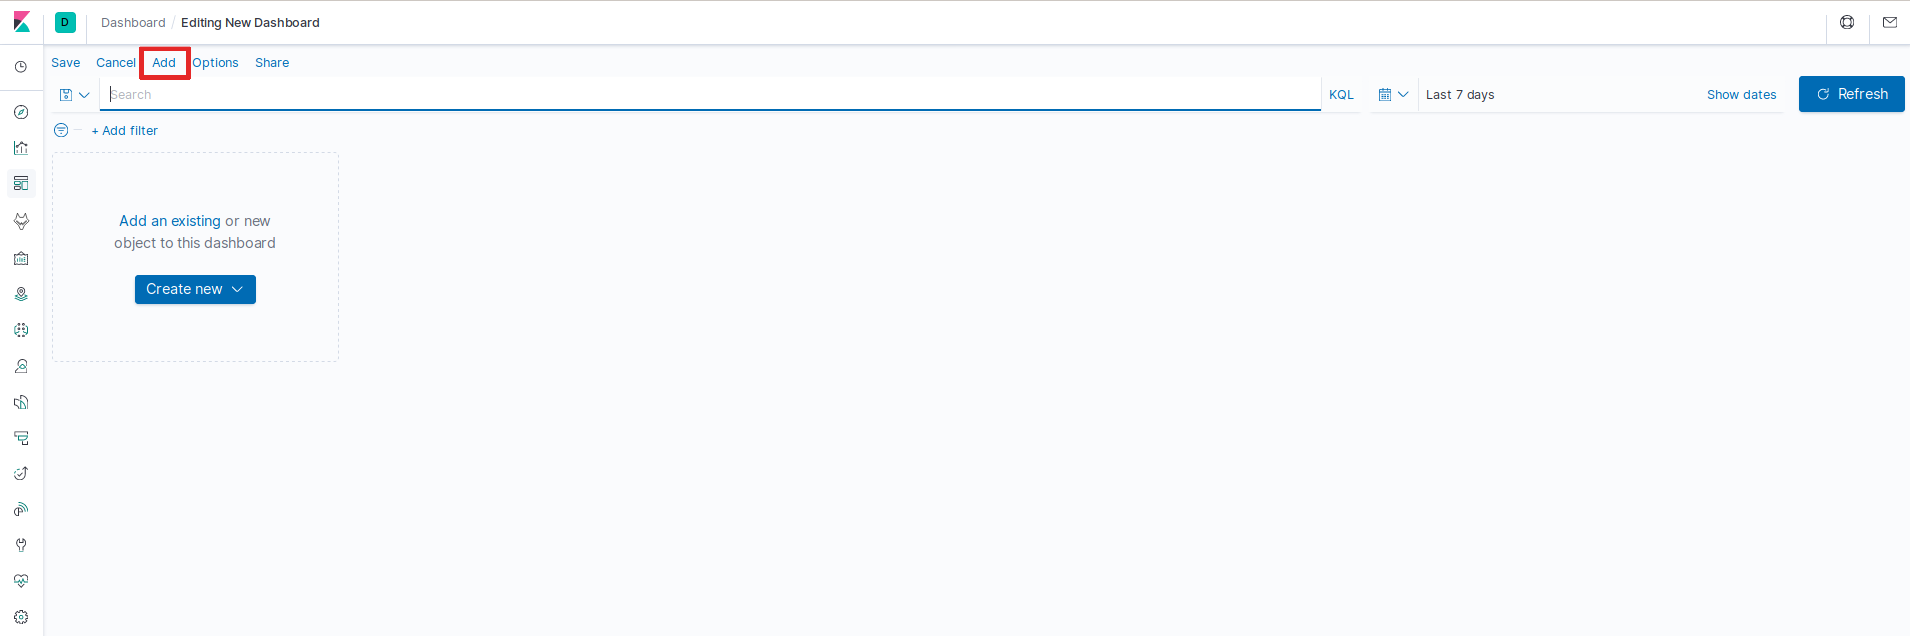 D Dashboard / Editing New Dashboard
Save Cancel Add Options Share
Search KQL Last 7 days Show dates Refresh
+ Add filter
Add an existing or new
object to this dashboard
Create new